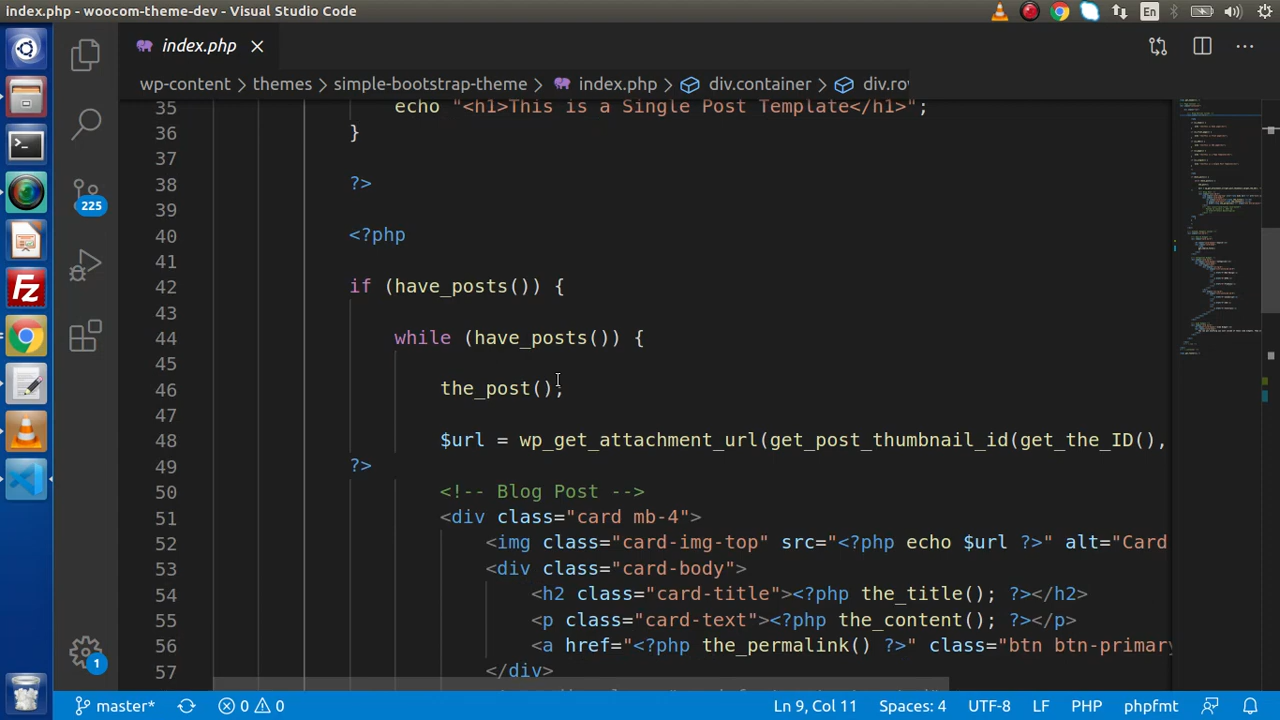 index.php - woocom-theme-dev - Visual Studio Code
En
index.php
wp-content themes simple-bootstrap-theme index.php div.container div.ro
35 echo "<h1>This is a Single Post Template</h1>";
36 }
37
38 ?>
39
40 <?php
41
42 if (have_posts()) {
43
44 while (have_posts()) {
45
46 the_post();
47
48 $url = wp_get_attachment_url(get_post_thumbnail_id(get_the_ID(),
49 ?>
50 <!-- Blog Post -->
51 <div class="card mb-4">
52 <img class="card-img-top" src="<?php echo $url ?>" alt="Card
53 <div class="card-body">
54 <h2 class="card-title"><?php the_title(); ?></h2>
55 <p class="card-text"><?php the_content(); ?></p>
56 <a href="<?php the_permalink() ?>" class="btn btn-primary
57 </div>
225
1
master* 0 0 Ln 9, Col 11 Spaces: 4 UTF-8 LF PHP phpfmt